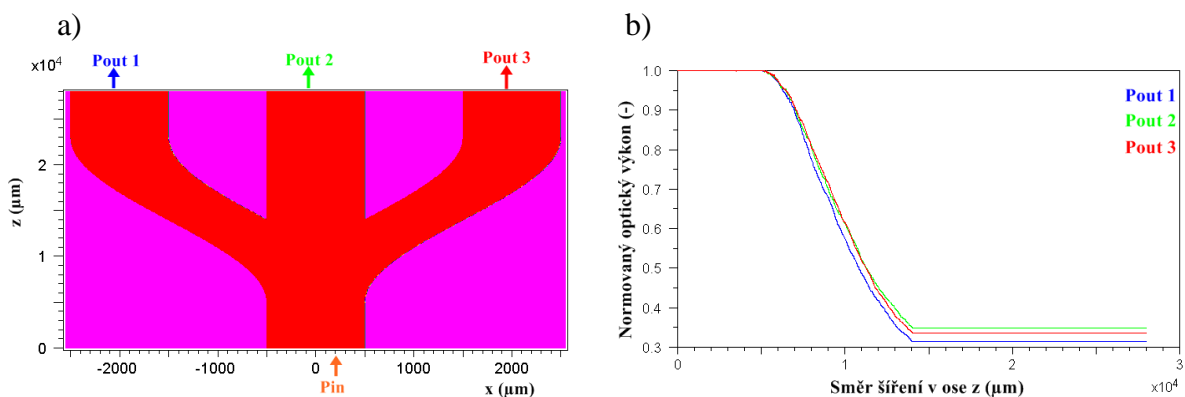 a)
Pout 1
Pout 2
Pout 3
x10⁴
2
1
0
z (µm)
-2000
-1000
0
1000
2000
Pin
x (µm)
b)
1.0
0.9
0.8
0.7
0.6
0.5
0.4
0.3
Normovaný optický výkon (-)
Pout 1
Pout 2
Pout 3
0
1
2
3
x10⁴
Směr šíření v ose z (µm)